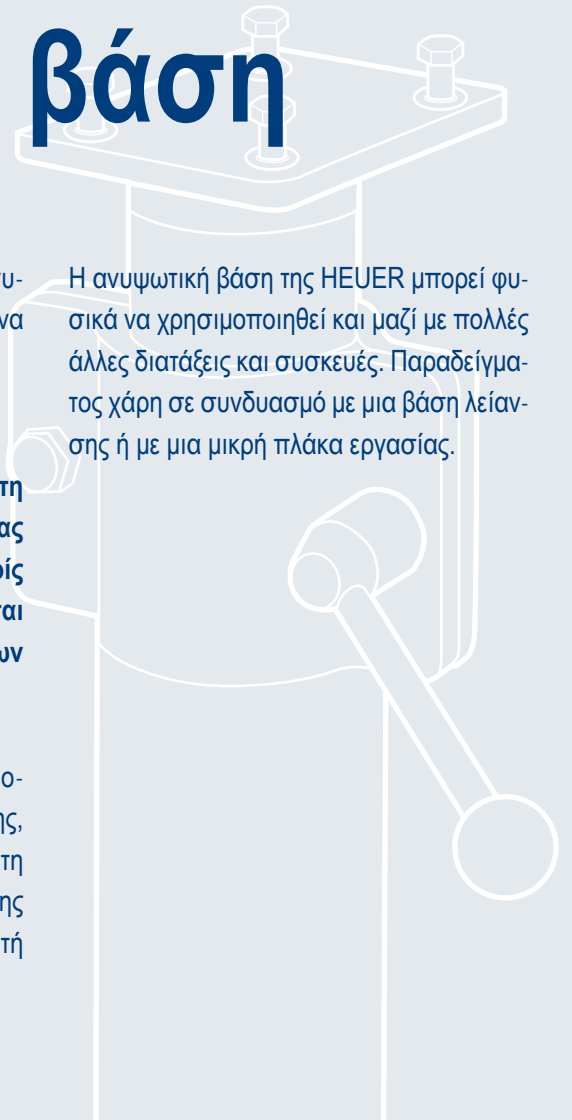 βάση
Η ανυψωτική βάση της HEUER μπορεί φυ-
σικά να χρησιμοποιηθεί και μαζί με πολλές
άλλες διατάξεις και συσκευές. Παραδείγμα-
τος χάρη σε συνδυασμό με μια βάση λείαν-
σης ή με μια μικρή πλάκα εργασίας.